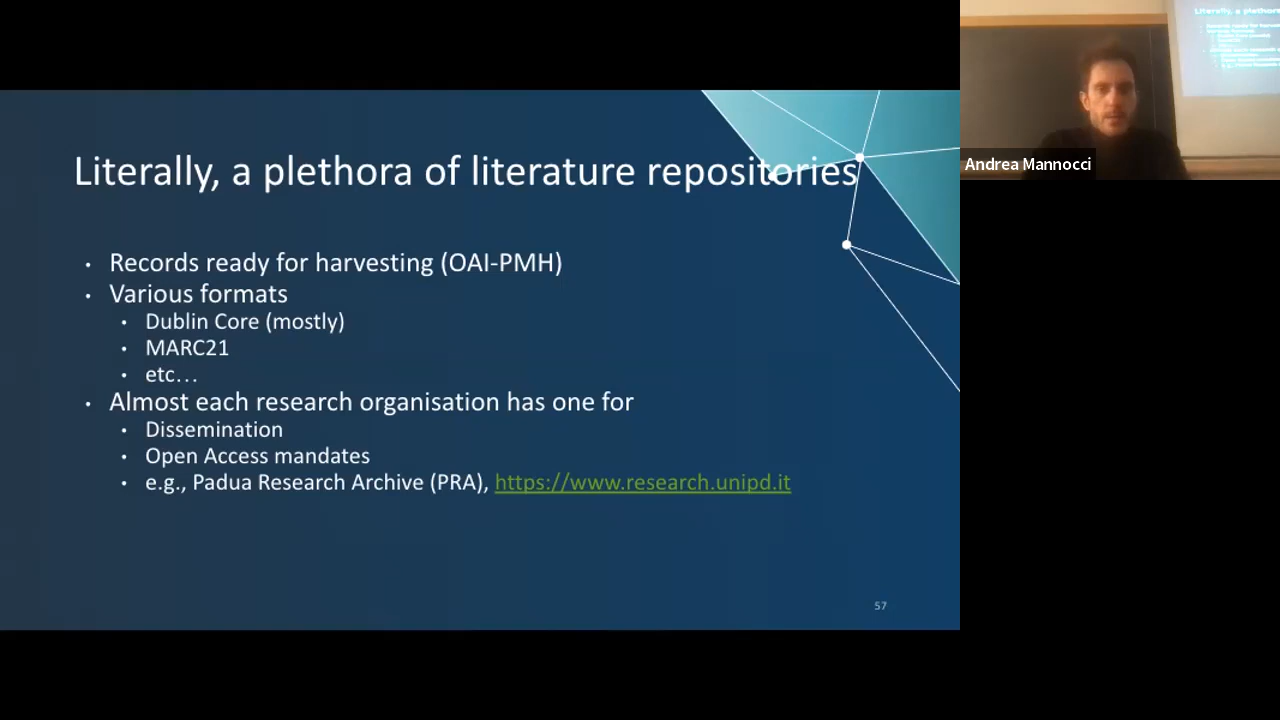 Literally, a plethora of literature repositories
• Records ready for harvesting (OAI-PMH)
• Various formats
• Dublin Core (mostly)
• MARC21
• etc…
• Almost each research organisation has one for
• Dissemination
• Open Access mandates
• e.g., Padua Research Archive (PRA), https://www.research.unipd.it
57
Literally, a plethora
Andrea Mannocci